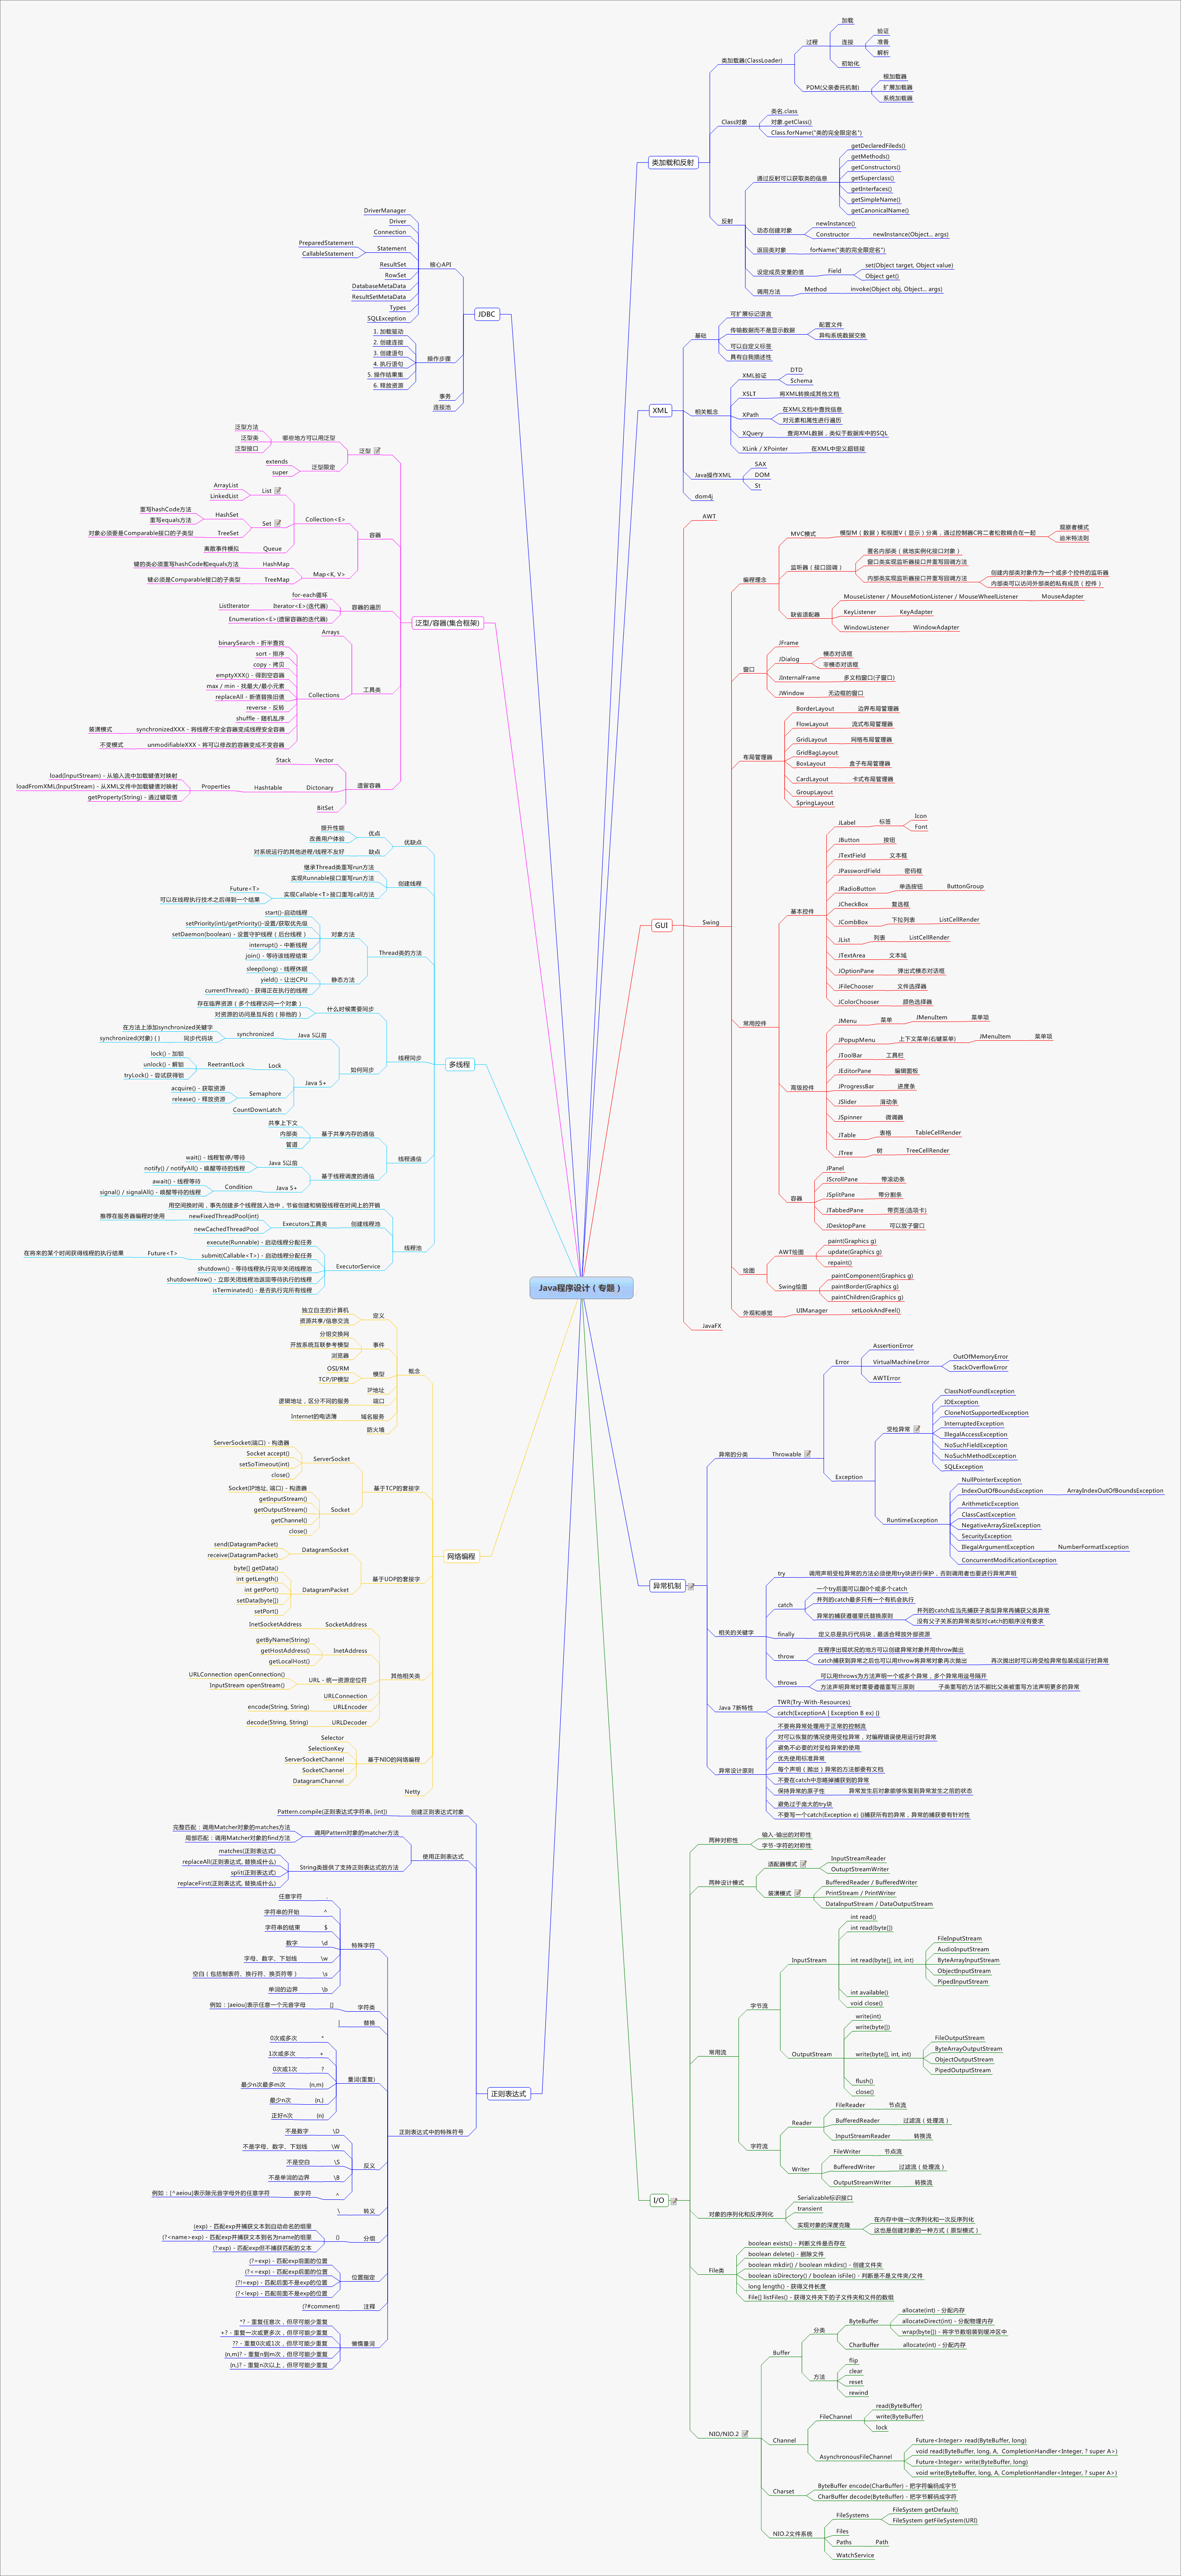 Java程序设计（专题）
类加载和反射
类加载器(ClassLoader)
过程
加载
连接
验证
准备
解析
初始化
PDM(父亲委托机制)
根加载器
扩展加载器
系统加载器
Class对象
类名.class
对象.getClass()
Class.forName("类的完全限定名")
反射
通过反射可以获取类的信息
getDeclaredFileds()
getMethods()
getConstructors()
getSuperclass()
getInterfaces()
getSimpleName()
getCanonicalName()
动态创建对象
newInstance()
Constructor
newInstance(Object... args)
返回类对象
forName("类的完全限定名")
设定成员变量的值
Field
set(Object target, Object value)
Object get()
调用方法
Method
invoke(Object obj, Object... args)
XML
基础
可扩展标记语言
传输数据而不是显示数据
配置文件
异构系统数据交换
可以自定义标签
具有自我描述性
相关概念
XML验证
DTD
Schema
XSLT
将XML转换成其他文档
XPath
在XML文档中查找信息
对元素和属性进行遍历
XQuery
查询XML数据，类似于数据库中的SQL
XLink / XPointer
在XML中定义超链接
Java操作XML
SAX
DOM
St
dom4j
GUI
AWT
Swing
编程理念
MVC模式
模型M（数据）和视图V（显示）分离，通过控制器C将二者松散耦合在一起
观察者模式
迪米特法则
监听器（接口回调）
匿名内部类（就地实例化接口对象）
窗口类实现监听器接口并重写回调方法
内部类实现监听器接口并重写回调方法
创建内部类对象作为一个或多个控件的监听器
内部类可以访问外部类的私有成员（控件）
缺省适配器
MouseListener / MouseMotionListener / MouseWheelListener
MouseAdapter
KeyListener
KeyAdapter
WindowListener
WindowAdapter
窗口
JFrame
JDialog
模态对话框
非模态对话框
JInternalFrame
多文档窗口(子窗口)
JWindow
无边框的窗口
布局管理器
BorderLayout
边界布局管理器
FlowLayout
流式布局管理器
GridLayout
网格布局管理器
GridBagLayout
BoxLayout
盒子布局管理器
CardLayout
卡式布局管理器
GroupLayout
SpringLayout
常用控件
基本控件
JLabel
标签
Icon
Font
JButton
按钮
JTextField
文本框
JPasswordField
密码框
JRadioButton
单选按钮
ButtonGroup
JCheckBox
复选框
JCombBox
下拉列表
ListCellRender
JList
列表
ListCellRender
JTextArea
文本域
JOptionPane
弹出式模态对话框
JFileChooser
文件选择器
JColorChooser
颜色选择器
高级控件
JMenu
菜单
JMenuItem
菜单项
JPopupMenu
上下文菜单(右键菜单)
JMenuItem
菜单项
JToolBar
工具栏
JEditorPane
编辑面板
JProgressBar
进度条
JSlider
滑动条
JSpinner
微调器
JTable
表格
TableCellRender
JTree
树
TreeCellRender
容器
JPanel
JScrollPane
带滚动条
JSplitPane
带分割条
JTabbedPane
带页签(选项卡)
JDesktopPane
可以放子窗口
绘图
AWT绘图
paint(Graphics g)
update(Graphics g)
repaint()
Swing绘图
paintComponent(Graphics g)
paintBorder(Graphics g)
paintChildren(Graphics g)
外观和感觉
UIManager
setLookAndFeel()
JavaFX
异常机制
异常的分类
Throwable
Error
AssertionError
VirtualMachineError
OutOfMemoryError
StackOverflowError
AWTError
Exception
受检异常
ClassNotFoundException
IOException
CloneNotSupportedException
InterruptedException
IllegalAccessException
NoSuchFieldException
NoSuchMethodException
SQLException
RuntimeException
NullPointerException
IndexOutOfBoundsException
ArrayIndexOutOfBoundsException
ArithmeticException
ClassCastException
NegativeArraySizeException
SecurityException
IllegalArgumentException
NumberFormatException
ConcurrentModificationException
相关的关键字
try
调用声明受检异常的方法必须使用try块进行保护，否则调用者也要进行异常声明
catch
一个try后面可以跟0个或多个catch
并列的catch最多只有一个有机会执行
异常的捕获遵循里氏替换原则
并列的catch应当先捕获子类型异常再捕获父类异常
没有父子关系的异常类型对catch的顺序没有要求
finally
定义总是执行代码块，最适合释放外部资源
throw
在程序出现状况的地方可以创建异常对象并用throw抛出
catch捕获到异常之后也可以用throw将异常对象再次抛出
再次抛出时可以将受检异常包装成运行时异常
throws
可以用throws为方法声明一个或多个异常，多个异常用逗号隔开
方法声明异常时需要遵循重写三原则
子类重写的方法不能比父类被重写方法声明更多的异常
Java 7新特性
TWR(Try-With-Resources)
catch(ExceptionA | Exception B ex) {}
异常设计原则
不要将异常处理用于正常的控制流
对可以恢复的情况使用受检异常，对编程错误使用运行时异常
避免不必要的对受检异常的使用
优先使用标准异常
每个声明（抛出）异常的方法都要有文档
不要在catch中忽略掉捕获到的异常
保持异常的原子性
异常发生后对象能够恢复到异常发生之前的状态
避免过于庞大的try块
不要写一个catch(Exception e) {}捕获所有的异常，异常的捕获要有针对性
I/O
两种对称性
输入-输出的对称性
字节-字符的对称性
两种设计模式
适配器模式
InputStreamReader
OutuptStreamWriter
装潢模式
BufferedReader / BufferedWriter
PrintStream / PrintWriter
DataInputStream / DataOutputStream
常用流
字节流
InputStream
int read()
int read(byte[])
int read(byte[], int, int)
FileInputStream
AudioInputStream
ByteArrayInputStream
ObjectInputStream
PipedInputStream
int available()
void close()
OutputStream
write(int)
write(byte[])
write(byte[], int, int)
FileOutputStream
ByteArrayOutputStream
ObjectOutputStream
PipedOutputStream
flush()
close()
字符流
Reader
FileReader
节点流
BufferedReader
过滤流（处理流）
InputStreamReader
转换流
Writer
FileWriter
节点流
BufferedWriter
过滤流（处理流）
OutputStreamWriter
转换流
对象的序列化和反序列化
Serializable标识接口
transient
实现对象的深度克隆
在内存中做一次序列化和一次反序列化
这也是创建对象的一种方式（原型模式）
File类
boolean exists() - 判断文件是否存在
boolean delete() - 删除文件
boolean mkdir() / boolean mkdirs() - 创建文件夹
boolean isDirectory() / boolean isFile() - 判断是不是文件夹/文件
long length() - 获得文件长度
File[] listFiles() - 获得文件夹下的子文件夹和文件的数组
NIO/NIO.2
Buffer
分类
ByteBuffer
allocate(int) - 分配内存
allocateDirect(int) - 分配物理内存
wrap(byte[]) - 将字节数组装到缓冲区中
CharBuffer
allocate(int) - 分配内存
方法
flip
clear
reset
rewind
Channel
FileChannel
read(ByteBuffer)
write(ByteBuffer)
lock
AsynchronousFileChannel
Future<Integer> read(ByteBuffer, long)
void read(ByteBuffer, long, A, CompletionHandler<Integer, ? super A>)
Future<Integer> write(ByteBuffer, long)
void write(ByteBuffer, long, A, CompletionHandler<Integer, ? super A>)
Charset
ByteBuffer encode(CharBuffer) - 把字符编码成字节
CharBuffer decode(ByteBuffer) - 把字节解码成字符
NIO.2文件系统
FileSystems
FileSystem getDefault()
FileSystem getFileSystem(URI)
Files
Paths
Path
WatchService
JDBC
核心API
DriverManager
Driver
Connection
Statement
PreparedStatement
CallableStatement
ResultSet
RowSet
DatabaseMetaData
ResultSetMetaData
Types
SQLException
操作步骤
1. 加载驱动
2. 创建连接
3. 创建语句
4. 执行语句
5. 操作结果集
6. 释放资源
事务
连接池
泛型/容器(集合框架)
泛型
哪些地方可以用泛型
泛型方法
泛型类
泛型接口
泛型限定
extends
super
容器
Collection<E>
List
ArrayList
LinkedList
Set
HashSet
重写hashCode方法
重写equals方法
TreeSet
对象必须要是Comparable接口的子类型
Queue
离散事件模拟
Map<K, V>
HashMap
键的类必须重写hashCode和equals方法
TreeMap
键必须是Comparable接口的子类型
容器的遍历
for-each循环
Iterator<E>(迭代器)
ListIterator
Enumeration<E>(遗留容器的迭代器)
工具类
Arrays
Collections
binarySearch - 折半查找
sort - 排序
copy - 拷贝
emptyXXX() - 得到空容器
max / min - 找最大/最小元素
replaceAll - 新值替换旧值
reverse - 反转
shuffle - 随机乱序
synchronizedXXX - 将线程不安全容器变成线程安全容器
装潢模式
unmodifiableXXX - 将可以修改的容器变成不变容器
不变模式
遗留容器
Vector
Stack
Dictonary
Hashtable
Properties
load(InputStream) - 从输入流中加载键值对映射
loadFromXML(InputStream) - 从XML文件中加载键值对映射
getProperty(String) - 通过键取值
BitSet
多线程
优缺点
优点
提升性能
改善用户体验
缺点
对系统运行的其他进程/线程不友好
创建线程
继承Thread类重写run方法
实现Runnable接口重写run方法
实现Callable<T>接口重写call方法
Future<T>
可以在线程执行技术之后得到一个结果
Thread类的方法
对象方法
start()-启动线程
setPriority(int)/getPriority()-设置/获取优先级
setDaemon(boolean) - 设置守护线程（后台线程）
interrupt() - 中断线程
join() - 等待该线程结束
静态方法
sleep(long) - 线程休眠
yield() - 让出CPU
currentThread() - 获得正在执行的线程
线程同步
什么时候需要同步
存在临界资源（多个线程访问一个对象）
对资源的访问是互斥的（排他的）
如何同步
Java 5以前
synchronized
在方法上添加synchronized关键字
同步代码块
synchronized(对象) { }
Java 5+
Lock
ReetrantLock
lock() - 加锁
unlock() - 解锁
tryLock() - 尝试获得锁
Semaphore
acquire() - 获取资源
release() - 释放资源
CountDownLatch
线程通信
基于共享内存的通信
共享上下文
内部类
管道
基于线程调度的通信
Java 5以前
wait() - 线程暂停/等待
notify() / notifyAll() - 唤醒等待的线程
Java 5+
Condition
await() - 线程等待
signal() / signalAll() - 唤醒等待的线程
线程池
用空间换时间，事先创建多个线程放入池中，节省创建和销毁线程在时间上的开销
创建线程池
Executors工具类
newFixedThreadPool(int)
推荐在服务器编程时使用
newCachedThreadPool
ExecutorService
execute(Runnable) - 启动线程分配任务
submit(Callable<T>) - 启动线程分配任务
Future<T>
在将来的某个时间获得线程的执行结果
shutdown() - 等待线程执行完毕关闭线程池
shutdownNow() - 立即关闭线程池返回等待执行的线程
isTerminated() - 是否执行完所有线程
网络编程
概念
定义
独立自主的计算机
资源共享/信息交流
事件
分组交换网
开放系统互联参考模型
浏览器
模型
OSI/RM
TCP/IP模型
IP地址
端口
逻辑地址，区分不同的服务
域名服务
Internet的电话簿
防火墙
基于TCP的套接字
ServerSocket
ServerSocket(端口) - 构造器
Socket accept()
setSoTimeout(int)
close()
Socket
Socket(IP地址, 端口) - 构造器
getInputStream()
getOutputStream()
getChannel()
close()
基于UDP的套接字
DatagramSocket
send(DatagramPacket)
receive(DatagramPacket)
DatagramPacket
byte[] getData()
int getLength()
int getPort()
setData(byte[])
setPort()
其他相关类
SocketAddress
InetSocketAddress
InetAddress
getByName(String)
getHostAddress()
getLocalHost()
URL - 统一资源定位符
URLConnection openConnection()
InputStream openStream()
URLConnection
URLEncoder
encode(String, String)
URLDecoder
decode(String, String)
基于NIO的网络编程
Selector
SelectionKey
ServerSocketChannel
SocketChannel
DatagramChannel
Netty
正则表达式
创建正则表达式对象
Pattern.compile(正则表达式字符串, [int])
使用正则表达式
调用Pattern对象的matcher方法
完整匹配：调用Matcher对象的matches方法
局部匹配：调用Matcher对象的find方法
String类提供了支持正则表达式的方法
matches(正则表达式)
replaceAll(正则表达式, 替换成什么)
split(正则表达式)
replaceFirst(正则表达式, 替换成什么)
正则表达式中的特殊符号
特殊字符
.
任意字符
^
字符串的开始
$
字符串的结束
\d
数字
\w
字母、数字、下划线
\s
空白（包括制表符、换行符、换页符等）
\b
单词的边界
字符类
[]
例如：[aeiou]表示任意一个元音字母
替换
|
量词(重复)
*
0次或多次
+
1次或多次
?
0次或1次
{n,m}
最少n次最多m次
{n,}
最少n次
{n}
正好n次
反义
\D
不是数字
\W
不是字母、数字、下划线
\S
不是空白
\B
不是单词的边界
^
脱字符
例如：[^aeiou]表示除元音字母外的任意字符
转义
\
分组
()
(exp) - 匹配exp并捕获文本到自动命名的组里
(?<name>exp) - 匹配exp并捕获文本到名为name的组里
(?:exp) - 匹配exp但不捕获匹配的文本
位置指定
(?=exp) - 匹配exp前面的位置
(?<=exp) - 匹配exp后面的位置
(?!=exp) - 匹配后面不是exp的位置
(?<!exp) - 匹配前面不是exp的位置
注释
(?#comment)
懒惰量词
*? - 重复任意次，但尽可能少重复
+? - 重复一次或更多次，但尽可能少重复
?? - 重复0次或1次，但尽可能少重复
{n,m}? - 重复n到m次，但尽可能少重复
{n,}? - 重复n次以上，但尽可能少重复